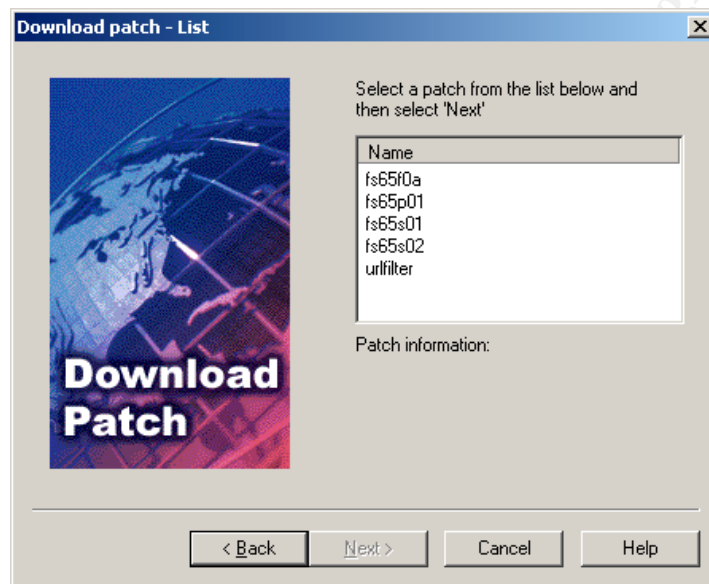 Download patch - List
Select a patch from the list below and
then select 'Next'
Name
fs65f0a
fs65p01
fs65s01
fs65s02
urlfilter
Patch information:
Download
Patch
< Back
Next >
Cancel
Help